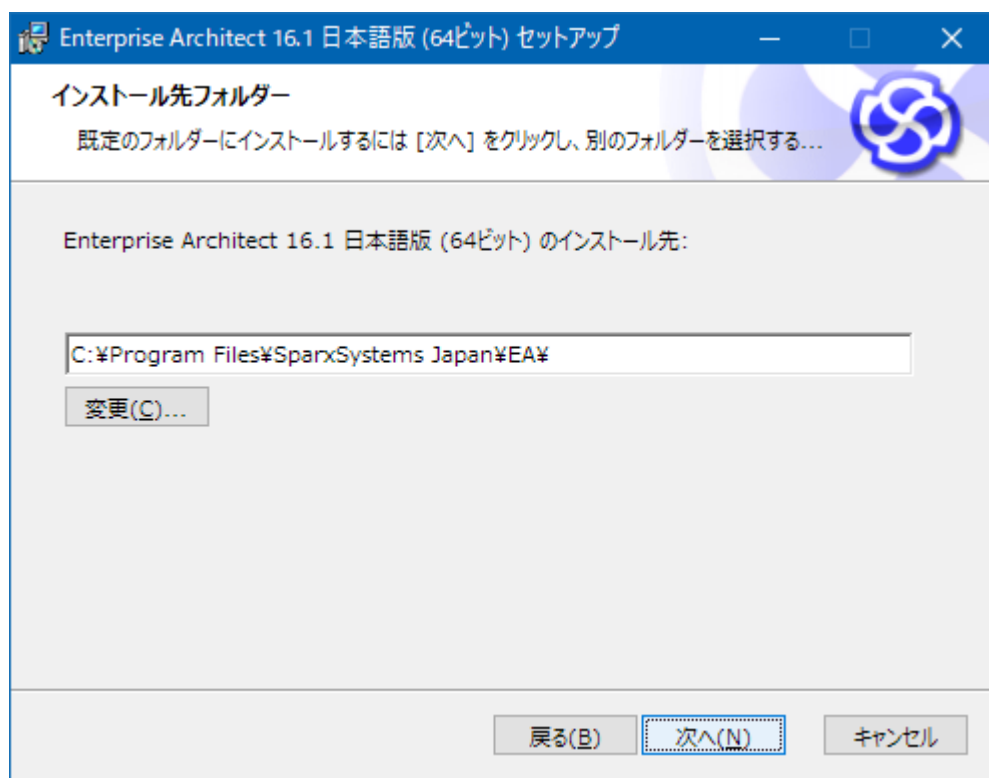 Enterprise Architect 16.1 日本語版 (64ビット) セットアップ
インストール先フォルダー
既定のフォルダーにインストールするには [次へ] をクリックし、別のフォルダーを選択する...
Enterprise Architect 16.1 日本語版 (64ビット) のインストール先:
C:¥Program Files¥SparxSystems Japan¥EA¥
変更(C)...
戻る(B) 次へ(N) キャンセル